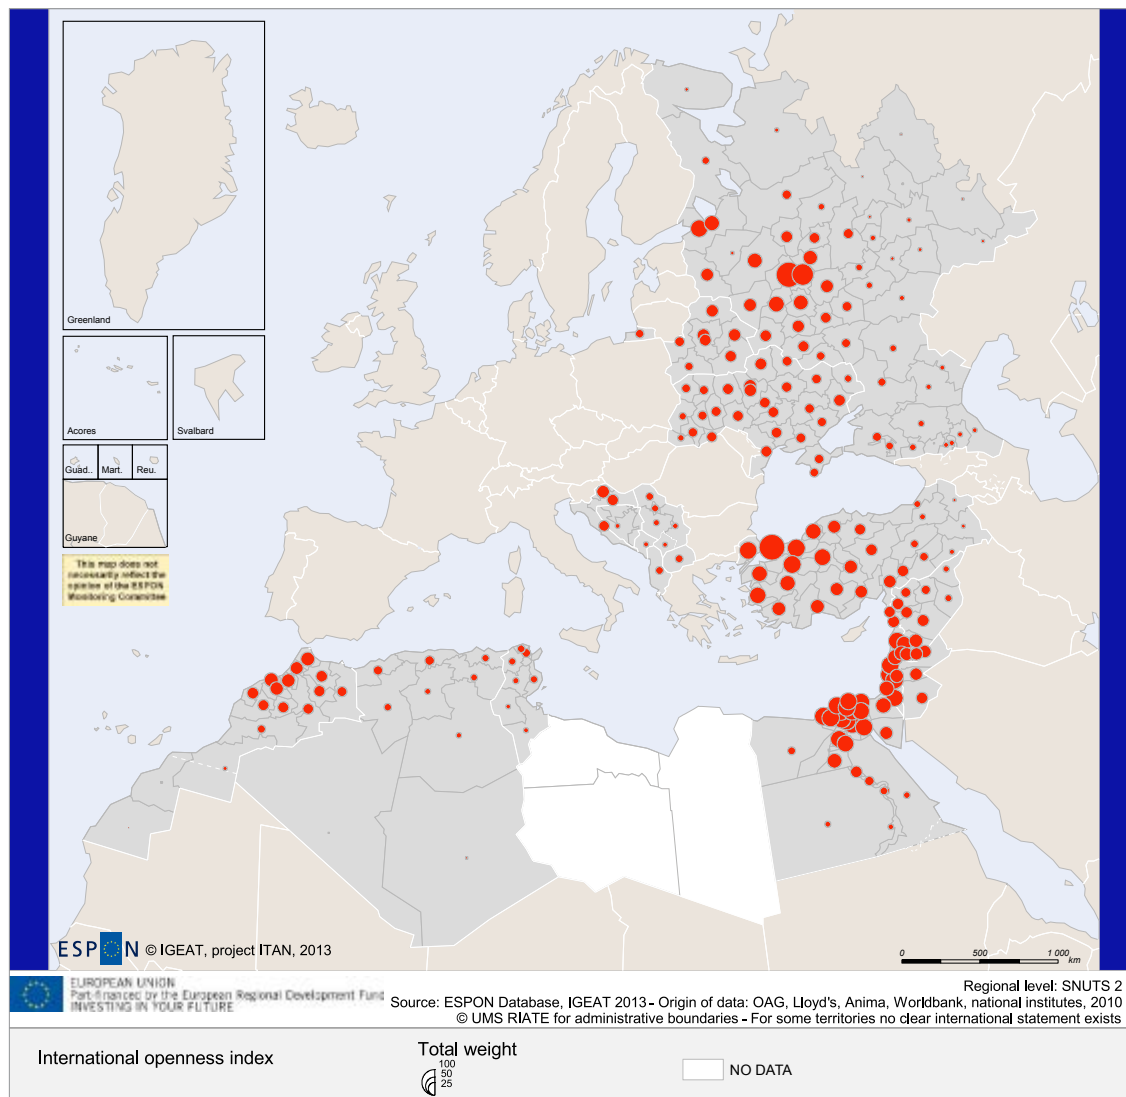 Greenland
Acores
Svalbard
Guad..
Mart.
Reu.
Guyane
This map does not
necessarily reflect the
opinion of the ESPON
Monitoring Committee
ESPON © IGEAT, project ITAN, 2013
0 500 1 000
km
EUROPEAN UNION
Part-financed by the European Regional Development Fund
INVESTING IN YOUR FUTURE
Regional level: SNUTS 2
Source: ESPON Database, IGEAT 2013 - Origin of data: OAG, Lloyd's, Anima, Worldbank, national institutes, 2010
© UMS RIATE for administrative boundaries - For some territories no clear international statement exists
International openness index
Total weight
100
50
25
NO DATA